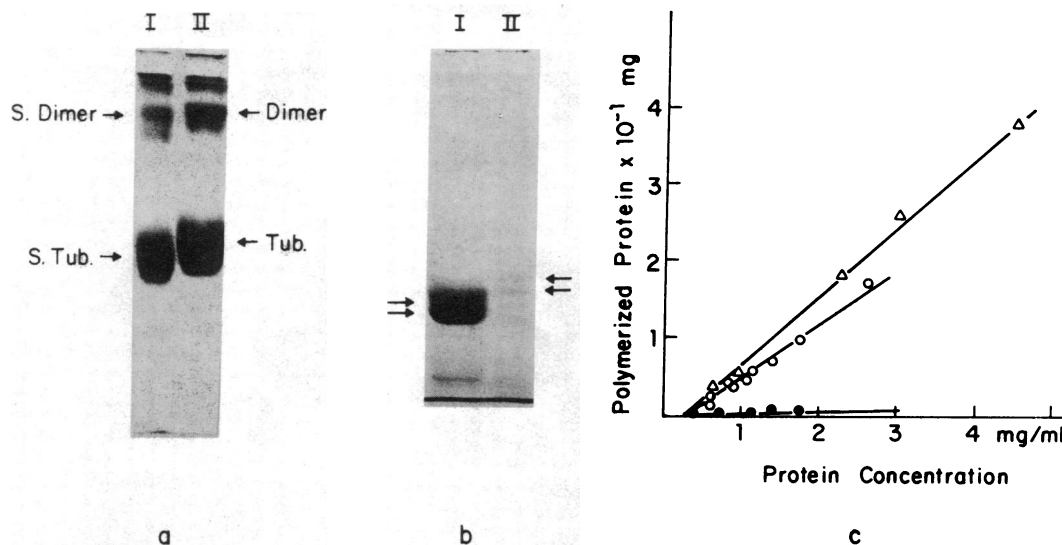 I II
S. Dimer → ← Dimer
S. Tub. → ← Tub.
a
I II
b
Polymerized Protein x 10⁻¹ mg
4
3
2
1
1 2 3 4 mg/ml
Protein Concentration
c